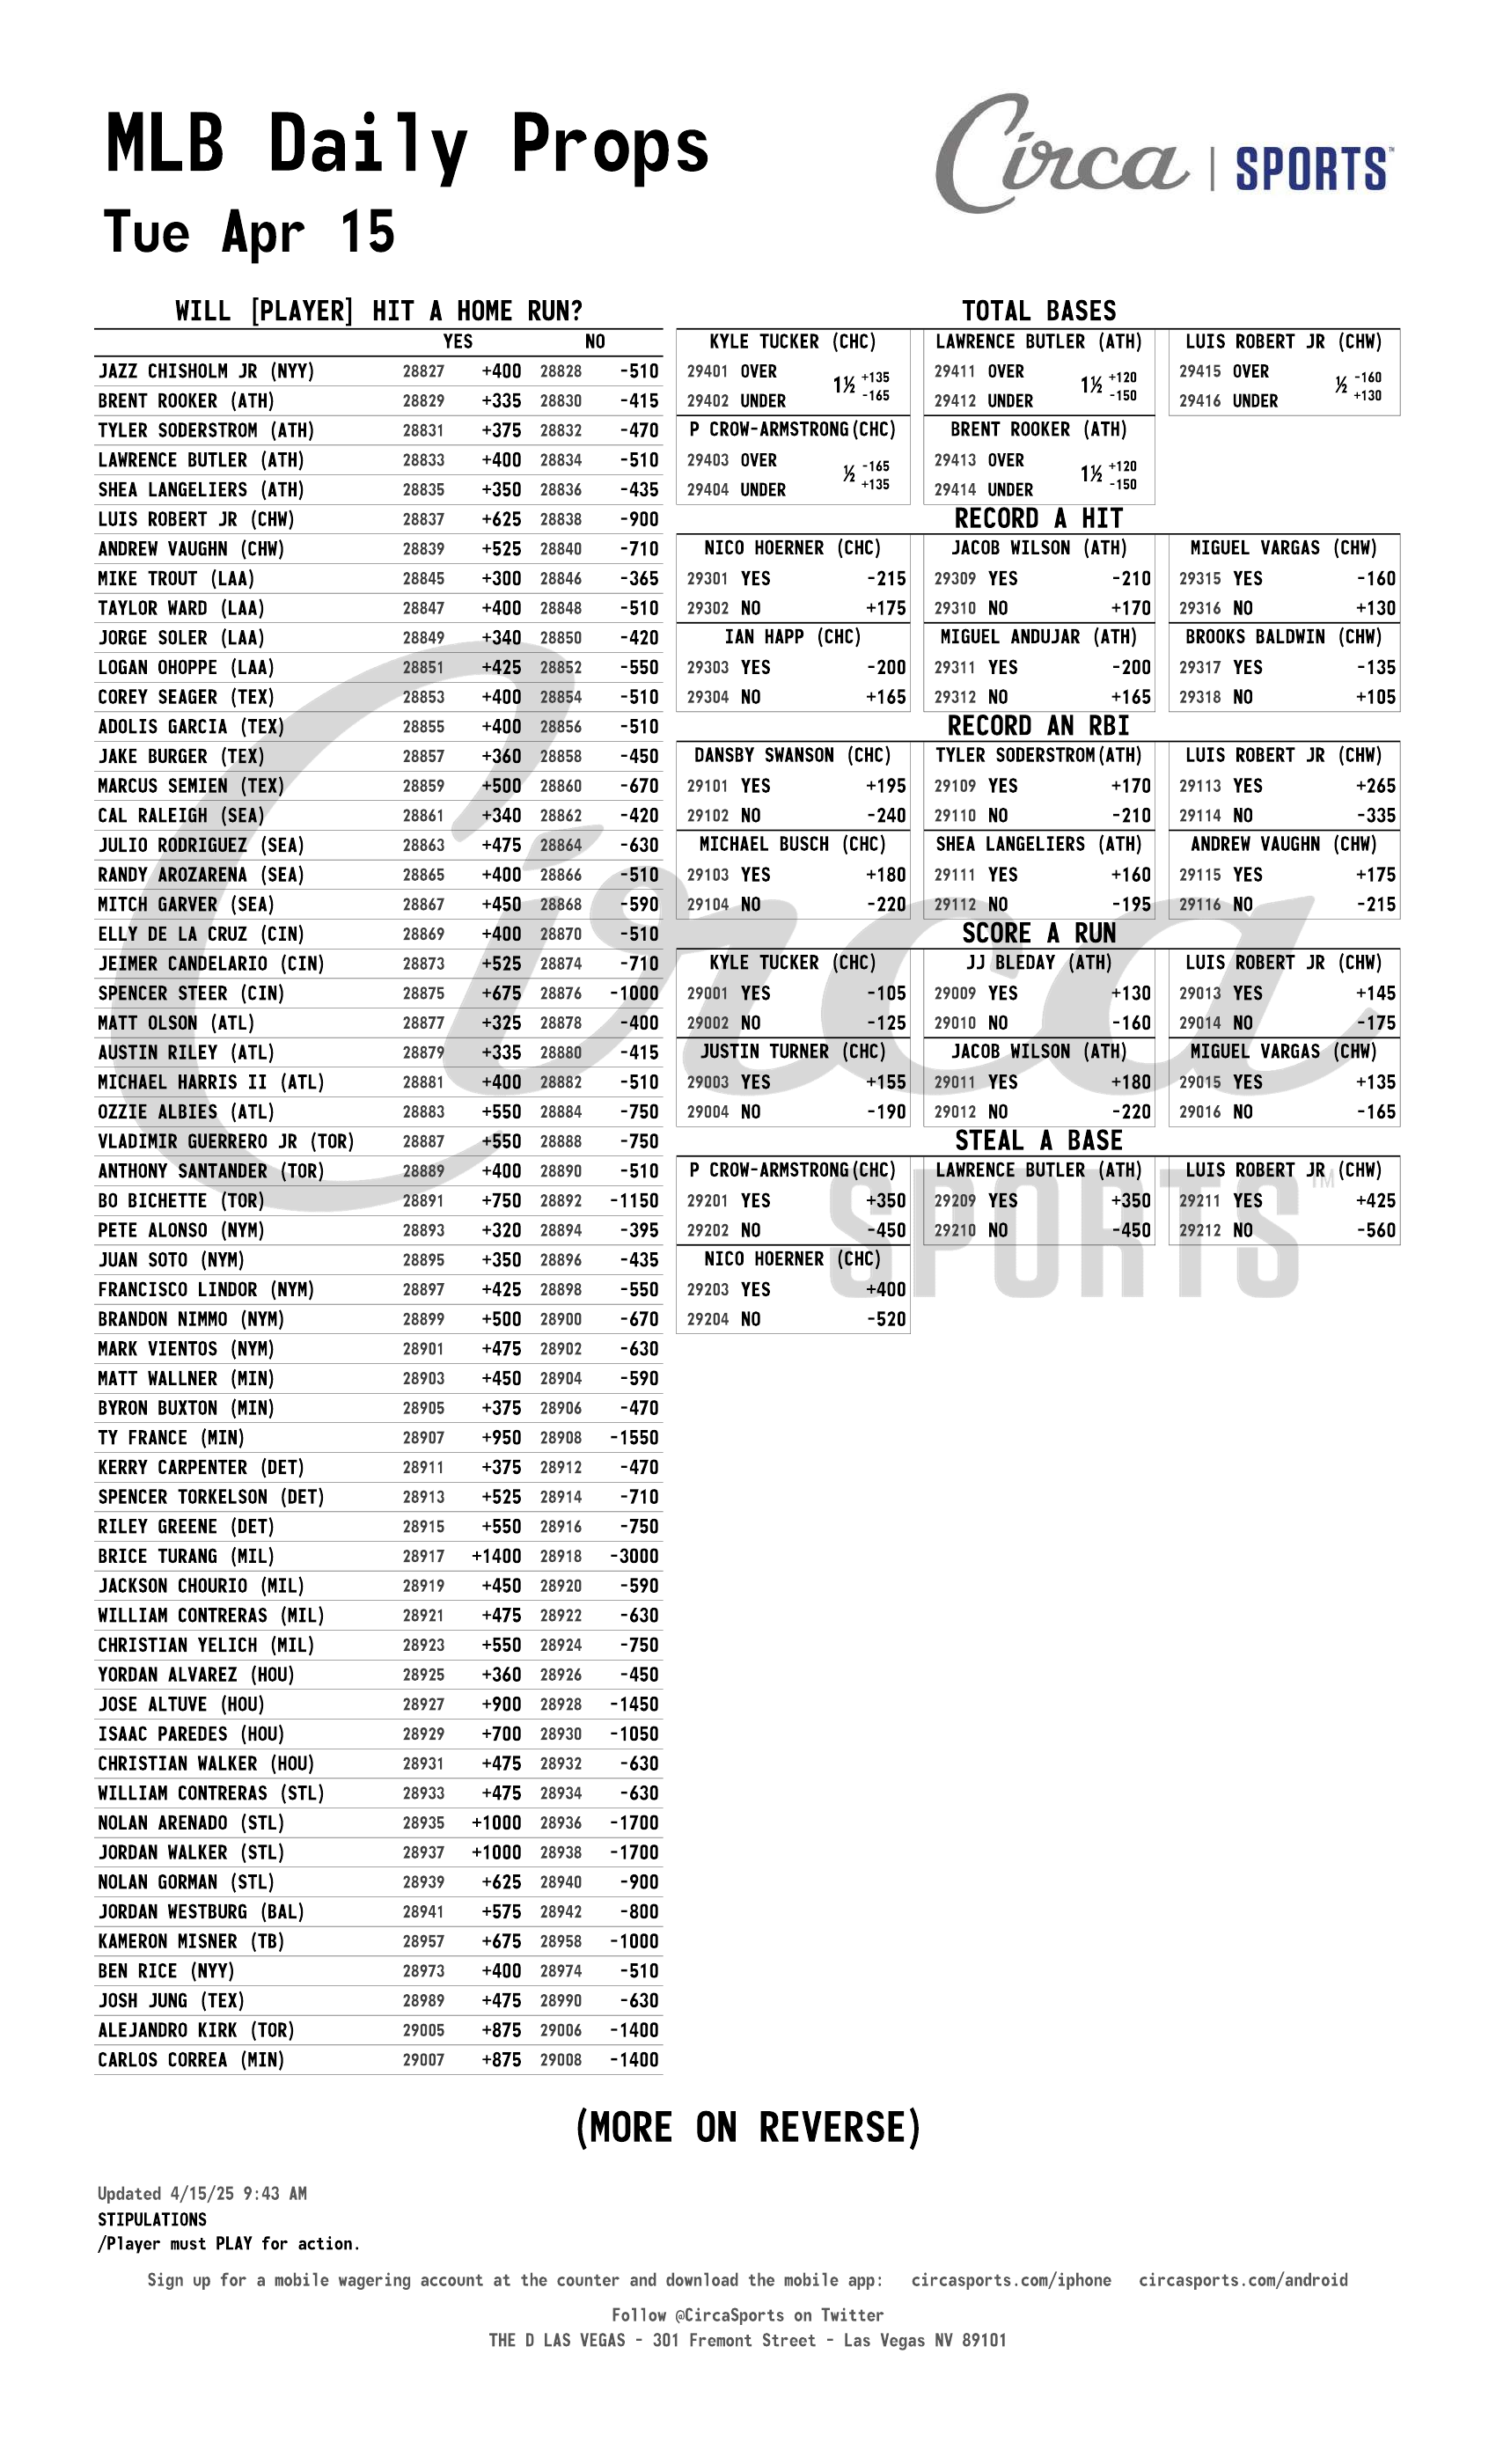 MLB Daily Props
Circa | SPORTS™
Tue Apr 15
WILL [PLAYER] HIT A HOME RUN?
YES NO
JAZZ CHISHOLM JR (NYY) 28827 +400 28828 -510
BRENT ROOKER (ATH) 28829 +335 28830 -415
TYLER SODERSTROM (ATH) 28831 +375 28832 -470
LAWRENCE BUTLER (ATH) 28833 +400 28834 -510
SHEA LANGELIERS (ATH) 28835 +350 28836 -435
LUIS ROBERT JR (CHW) 28837 +625 28838 -900
ANDREW VAUGHN (CHW) 28839 +525 28840 -710
MIKE TROUT (LAA) 28845 +300 28846 -365
TAYLOR WARD (LAA) 28847 +400 28848 -510
JORGE SOLER (LAA) 28849 +340 28850 -420
LOGAN OHOPPE (LAA) 28851 +425 28852 -550
COREY SEAGER (TEX) 28853 +400 28854 -510
ADOLIS GARCIA (TEX) 28855 +400 28856 -510
JAKE BURGER (TEX) 28857 +360 28858 -450
MARCUS SEMIEN (TEX) 28859 +500 28860 -670
CAL RALEIGH (SEA) 28861 +340 28862 -420
JULIO RODRIGUEZ (SEA) 28863 +475 28864 -630
RANDY AROZARENA (SEA) 28865 +400 28866 -510
MITCH GARVER (SEA) 28867 +450 28868 -590
ELLY DE LA CRUZ (CIN) 28869 +400 28870 -510
JEIMER CANDELARIO (CIN) 28873 +525 28874 -710
SPENCER STEER (CIN) 28875 +675 28876 -1000
MATT OLSON (ATL) 28877 +325 28878 -400
AUSTIN RILEY (ATL) 28879 +335 28880 -415
MICHAEL HARRIS II (ATL) 28881 +400 28882 -510
OZZIE ALBIES (ATL) 28883 +550 28884 -750
VLADIMIR GUERRERO JR (TOR) 28887 +550 28888 -750
ANTHONY SANTANDER (TOR) 28889 +400 28890 -510
BO BICHETTE (TOR) 28891 +750 28892 -1150
PETE ALONSO (NYM) 28893 +320 28894 -395
JUAN SOTO (NYM) 28895 +350 28896 -435
FRANCISCO LINDOR (NYM) 28897 +425 28898 -550
BRANDON NIMMO (NYM) 28899 +500 28900 -670
MARK VIENTOS (NYM) 28901 +475 28902 -630
MATT WALLNER (MIN) 28903 +450 28904 -590
BYRON BUXTON (MIN) 28905 +375 28906 -470
TY FRANCE (MIN) 28907 +950 28908 -1550
KERRY CARPENTER (DET) 28911 +375 28912 -470
SPENCER TORKELSON (DET) 28913 +525 28914 -710
RILEY GREENE (DET) 28915 +550 28916 -750
BRICE TURANG (MIL) 28917 +1400 28918 -3000
JACKSON CHOURIO (MIL) 28919 +450 28920 -590
WILLIAM CONTRERAS (MIL) 28921 +475 28922 -630
CHRISTIAN YELICH (MIL) 28923 +550 28924 -750
YORDAN ALVAREZ (HOU) 28925 +360 28926 -450
JOSE ALTUVE (HOU) 28927 +900 28928 -1450
ISAAC PAREDES (HOU) 28929 +700 28930 -1050
CHRISTIAN WALKER (HOU) 28931 +475 28932 -630
WILLIAM CONTRERAS (STL) 28933 +475 28934 -630
NOLAN ARENADO (STL) 28935 +1000 28936 -1700
JORDAN WALKER (STL) 28937 +1000 28938 -1700
NOLAN GORMAN (STL) 28939 +625 28940 -900
JORDAN WESTBURG (BAL) 28941 +575 28942 -800
KAMERON MISNER (TB) 28957 +675 28958 -1000
BEN RICE (NYY) 28973 +400 28974 -510
JOSH JUNG (TEX) 28989 +475 28990 -630
ALEJANDRO KIRK (TOR) 29005 +875 29006 -1400
CARLOS CORREA (MIN) 29007 +875 29008 -1400
TOTAL BASES
KYLE TUCKER (CHC) LAWRENCE BUTLER (ATH) LUIS ROBERT JR (CHW)
29401 OVER 1½ +135 29411 OVER 1½ +120 29415 OVER ½ -160
29402 UNDER -165 29412 UNDER -150 29416 UNDER +130
P CROW-ARMSTRONG(CHC) BRENT ROOKER (ATH)
29403 OVER ½ -165 29413 OVER 1½ +120
29404 UNDER +135 29414 UNDER -150
RECORD A HIT
NICO HOERNER (CHC) JACOB WILSON (ATH) MIGUEL VARGAS (CHW)
29301 YES -215 29309 YES -210 29315 YES -160
29302 NO +175 29310 NO +170 29316 NO +130
IAN HAPP (CHC) MIGUEL ANDUJAR (ATH) BROOKS BALDWIN (CHW)
29303 YES -200 29311 YES -200 29317 YES -135
29304 NO +165 29312 NO +165 29318 NO +105
RECORD AN RBI
DANSBY SWANSON (CHC) TYLER SODERSTROM(ATH) LUIS ROBERT JR (CHW)
29101 YES +195 29109 YES +170 29113 YES +265
29102 NO -240 29110 NO -210 29114 NO -335
MICHAEL BUSCH (CHC) SHEA LANGELIERS (ATH) ANDREW VAUGHN (CHW)
29103 YES +180 29111 YES +160 29115 YES +175
29104 NO -220 29112 NO -195 29116 NO -215
SCORE A RUN
KYLE TUCKER (CHC) JJ BLEDAY (ATH) LUIS ROBERT JR (CHW)
29001 YES -105 29009 YES +130 29013 YES +145
29002 NO -125 29010 NO -160 29014 NO -175
JUSTIN TURNER (CHC) JACOB WILSON (ATH) MIGUEL VARGAS (CHW)
29003 YES +155 29011 YES +180 29015 YES +135
29004 NO -190 29012 NO -220 29016 NO -165
STEAL A BASE
P CROW-ARMSTRONG(CHC) LAWRENCE BUTLER (ATH) LUIS ROBERT JR (CHW)
29201 YES +350 29209 YES +350 29211 YES +425
29202 NO -450 29210 NO -450 29212 NO -560
NICO HOERNER (CHC)
29203 YES +400
29204 NO -520
Circa
SPORTS™
(MORE ON REVERSE)
Updated 4/15/25 9:43 AM
STIPULATIONS
/Player must PLAY for action.
Sign up for a mobile wagering account at the counter and download the mobile app: circasports.com/iphone circasports.com/android
Follow @CircaSports on Twitter
THE D LAS VEGAS - 301 Fremont Street - Las Vegas NV 89101